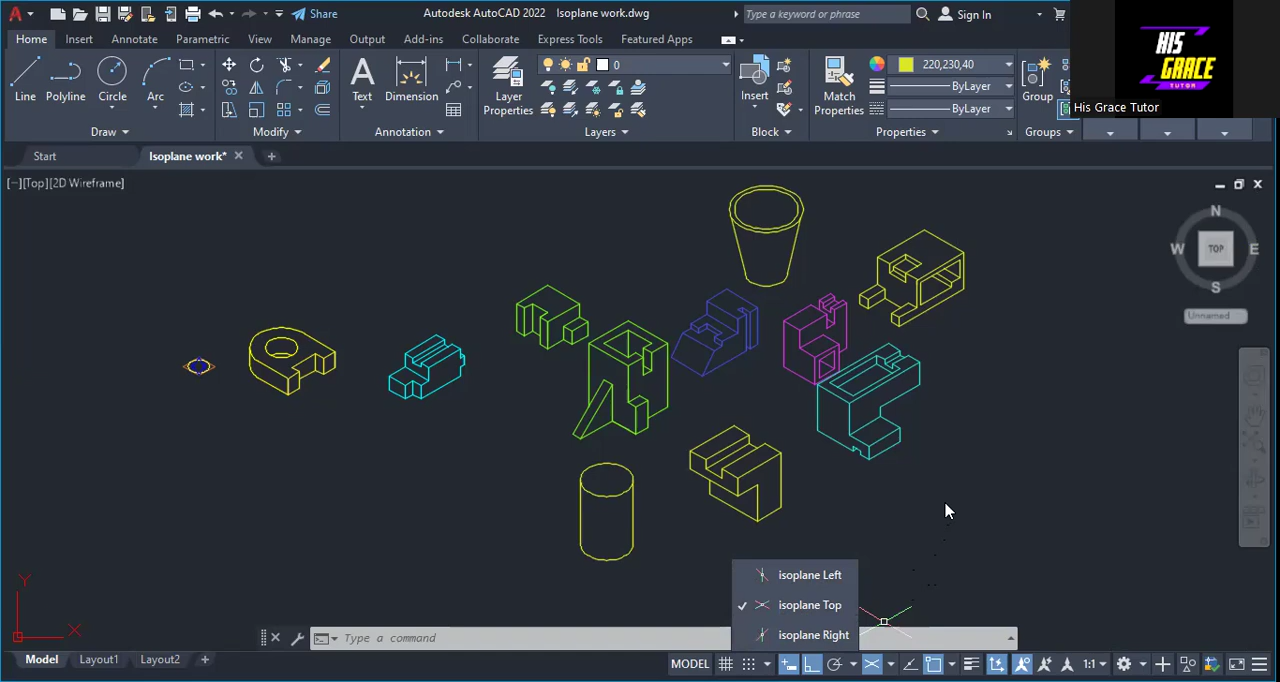 Share
Autodesk AutoCAD 2022 Isoplane work.dwg
Type a keyword or phrase
Sign In
Home Insert Annotate Parametric View Manage Output Add-ins Collaborate Express Tools Featured Apps
HIS
GRACE
TUTOR
His Grace Tutor
0
220,230,40
ByLayer
ByLayer
Line Polyline Circle Arc
Text Dimension
Layer
Properties
Insert
Match
Properties
Group
Draw Modify Annotation Layers Block Properties Groups
Start Isoplane work*
[−][Top][2D Wireframe]
N
W TOP E
S
Unnamed
Y
X
isoplane Left
isoplane Top
isoplane Right
Type a command
Model Layout1 Layout2
MODEL 1:1